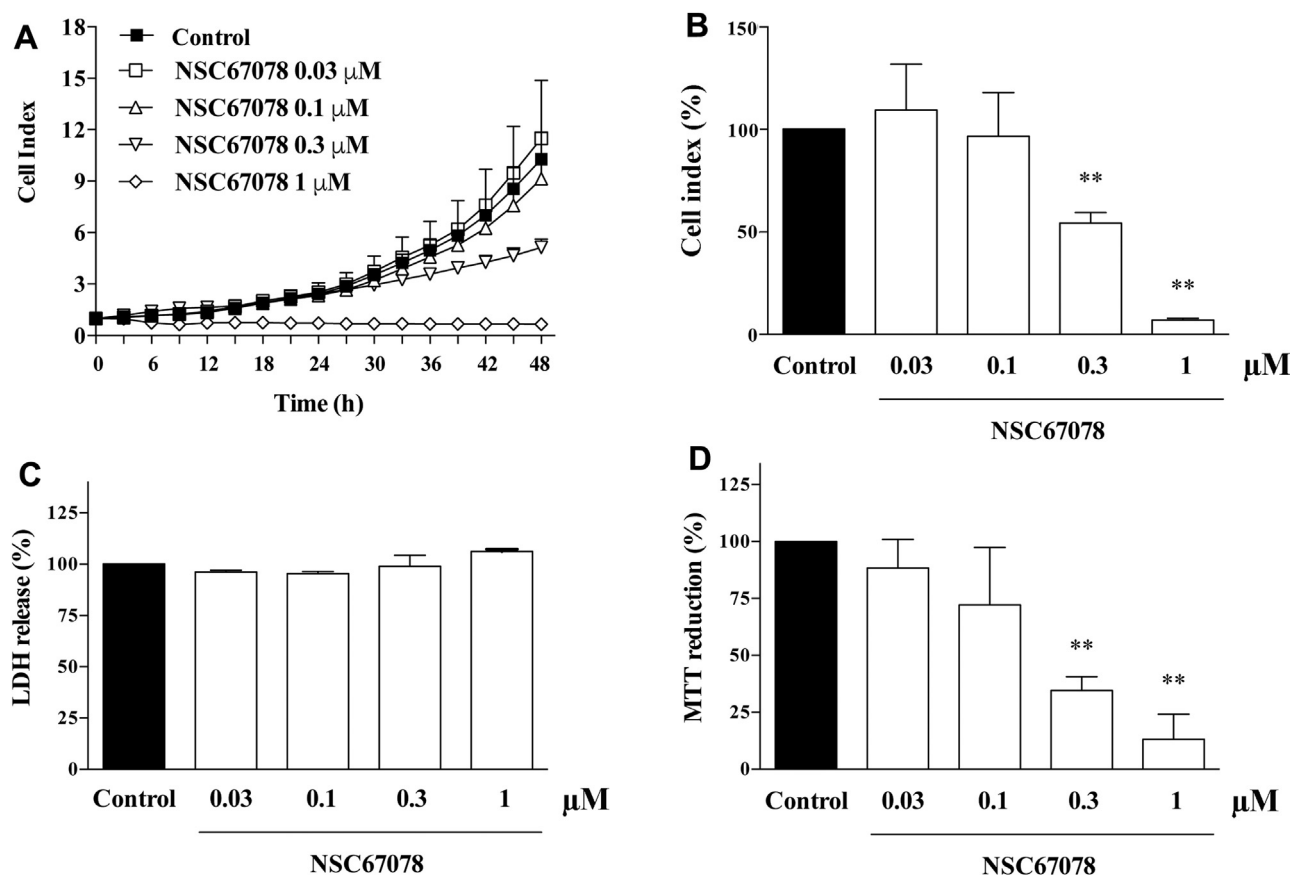 A
Cell Index
18
15
12
9
6
3
0
Control
NSC67078 0.03 μM
NSC67078 0.1 μM
NSC67078 0.3 μM
NSC67078 1 μM
0 6 12 18 24 30 36 42 48
Time (h)
B
Cell index (%)
150
100
50
0
**
**
Control 0.03 0.1 0.3 1 μM
NSC67078
C
LDH release (%)
125
100
75
50
25
0
Control 0.03 0.1 0.3 1 μM
NSC67078
D
MTT reduction (%)
125
100
75
50
25
0
**
**
Control 0.03 0.1 0.3 1 μM
NSC67078